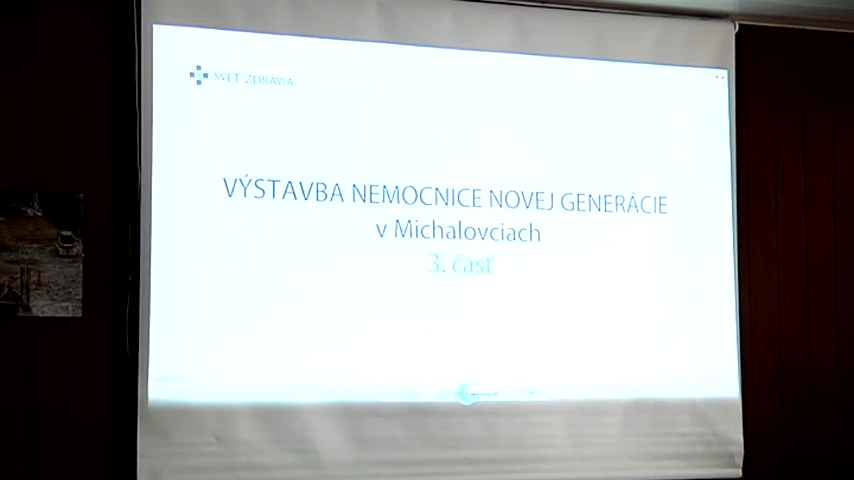 SVET ZDRAVIA
VÝSTAVBA NEMOCNICE NOVEJ GENERÁCIE
v Michalovciach
3. časť